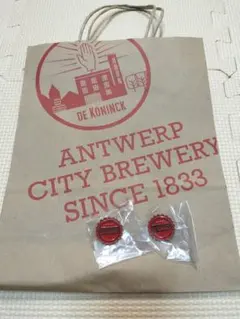 DE KONINCK
ANTWERP
CITY BREWERY
SINCE 1833